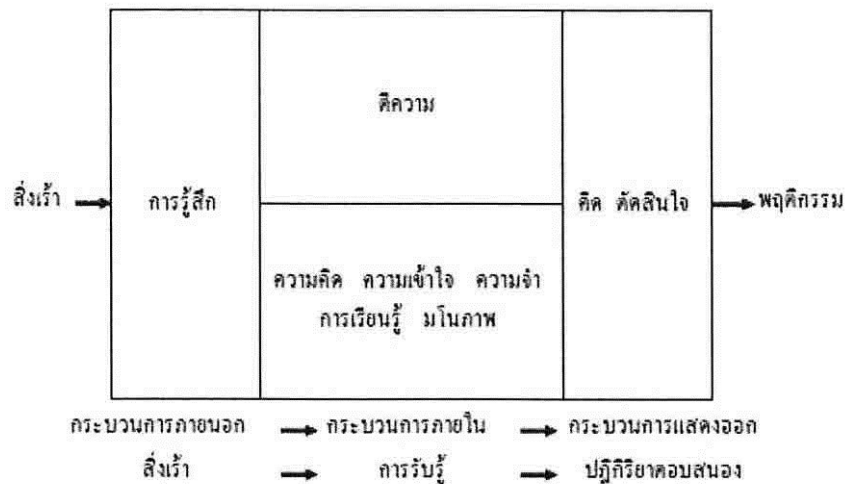 ตีความ
สิ่งเร้า การรู้สึก คิด ตัดสินใจ พฤติกรรม
ความคิด ความเข้าใจ ความจำ
การเรียนรู้ มโนภาพ
กระบวนการภายนอก กระบวนการภายใน กระบวนการแสดงออก
สิ่งเร้า การรับรู้ ปฏิกิริยาตอบสนอง